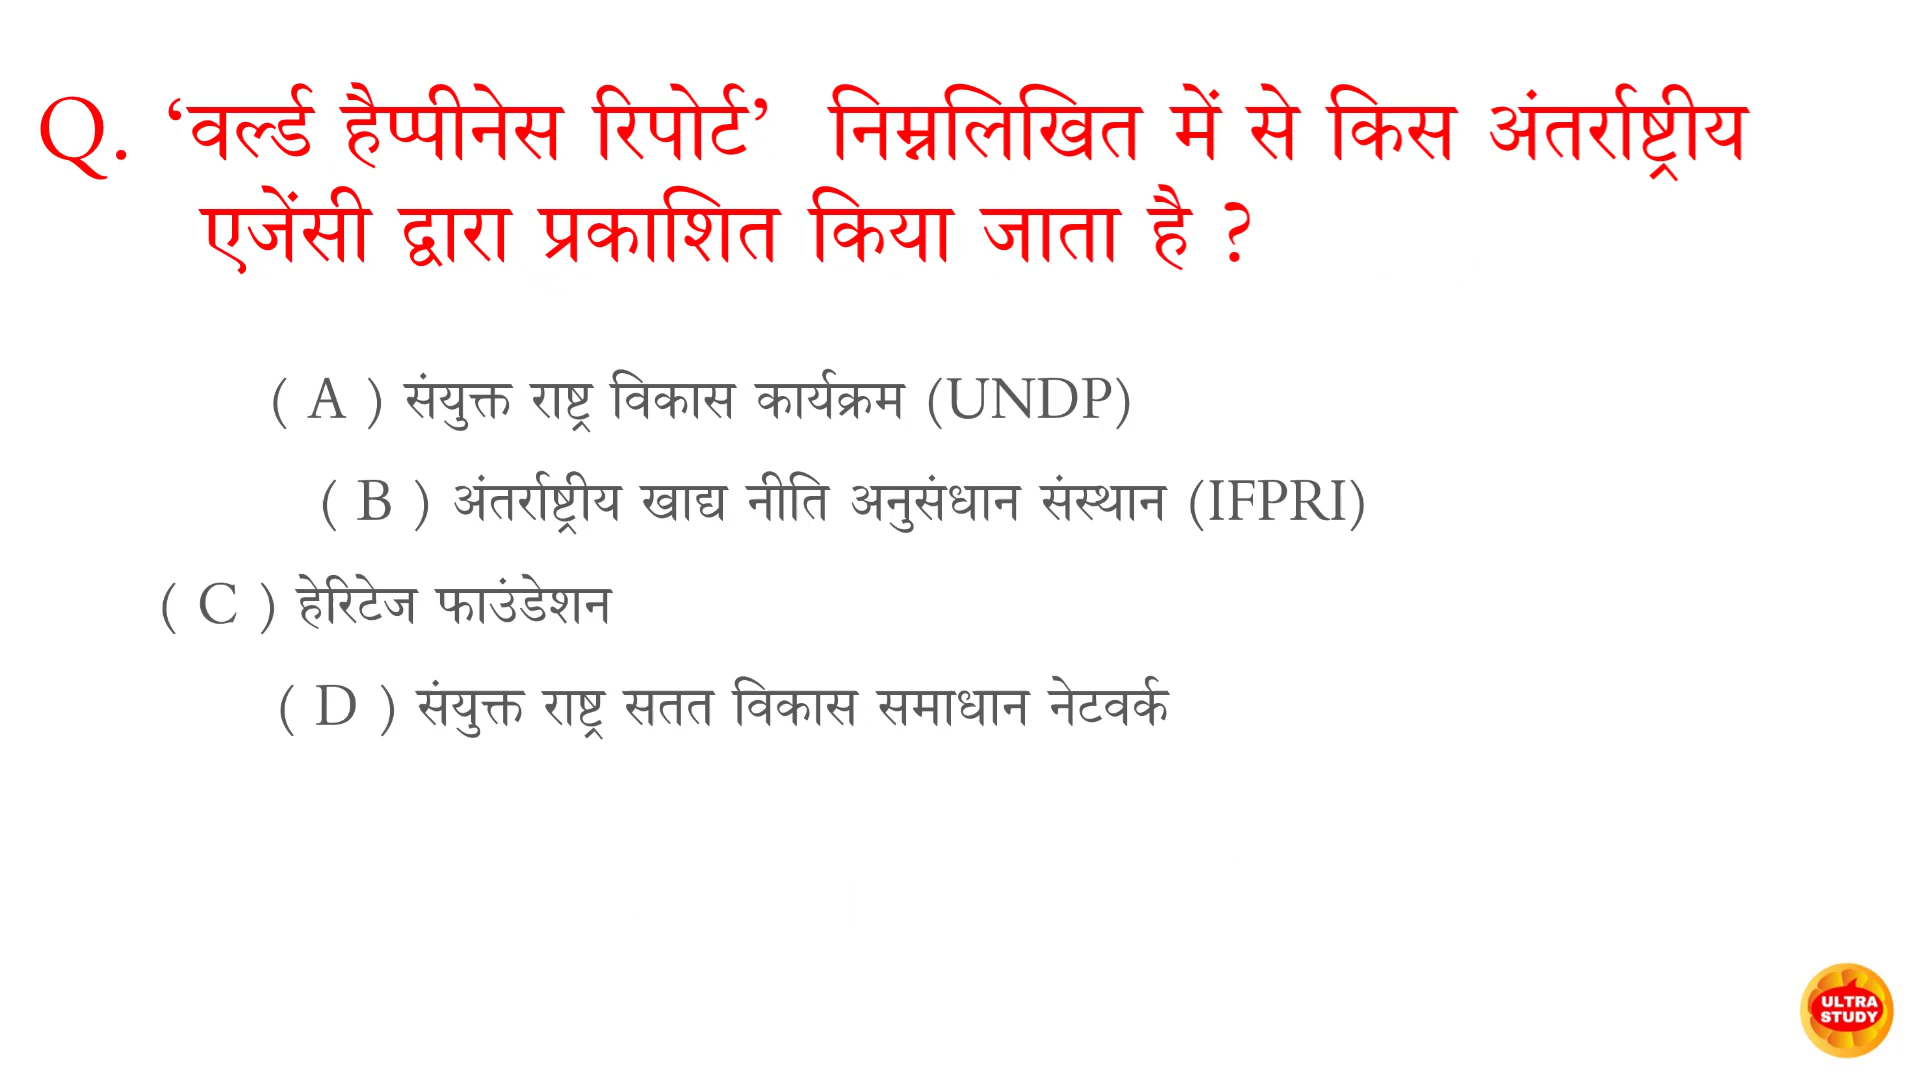 Q. ‘वर्ल्ड हैप्पीनेस रिपोर्ट’ निम्नलिखित में से किस अंतर्राष्ट्रीय
एजेंसी द्वारा प्रकाशित किया जाता है ?
( A ) संयुक्त राष्ट्र विकास कार्यक्रम (UNDP)
( B ) अंतर्राष्ट्रीय खाद्य नीति अनुसंधान संस्थान (IFPRI)
( C ) हेरिटेज फाउंडेशन
( D ) संयुक्त राष्ट्र सतत विकास समाधान नेटवर्क
ULTRA
STUDY